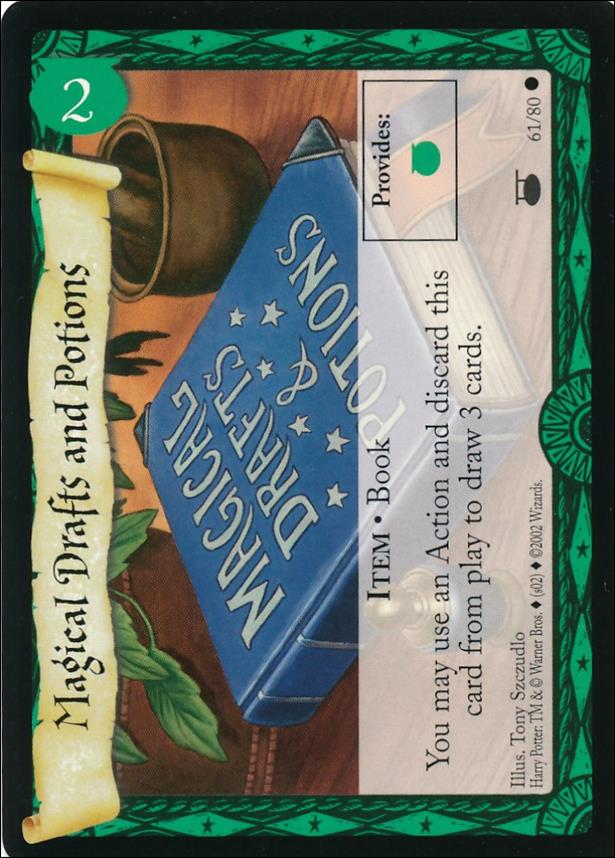 2
Magical Drafts and Potions
MAGICAL
DRAFTS
&
POTIONS
Provides:
ITEM • Book
You may use an Action and discard this
card from play to draw 3 cards.
Illus. Tony Szczudlo
Harry Potter: TM & © Warner Bros. ♦ (s02) ♦ ©2002 Wizards.
61/80 ●